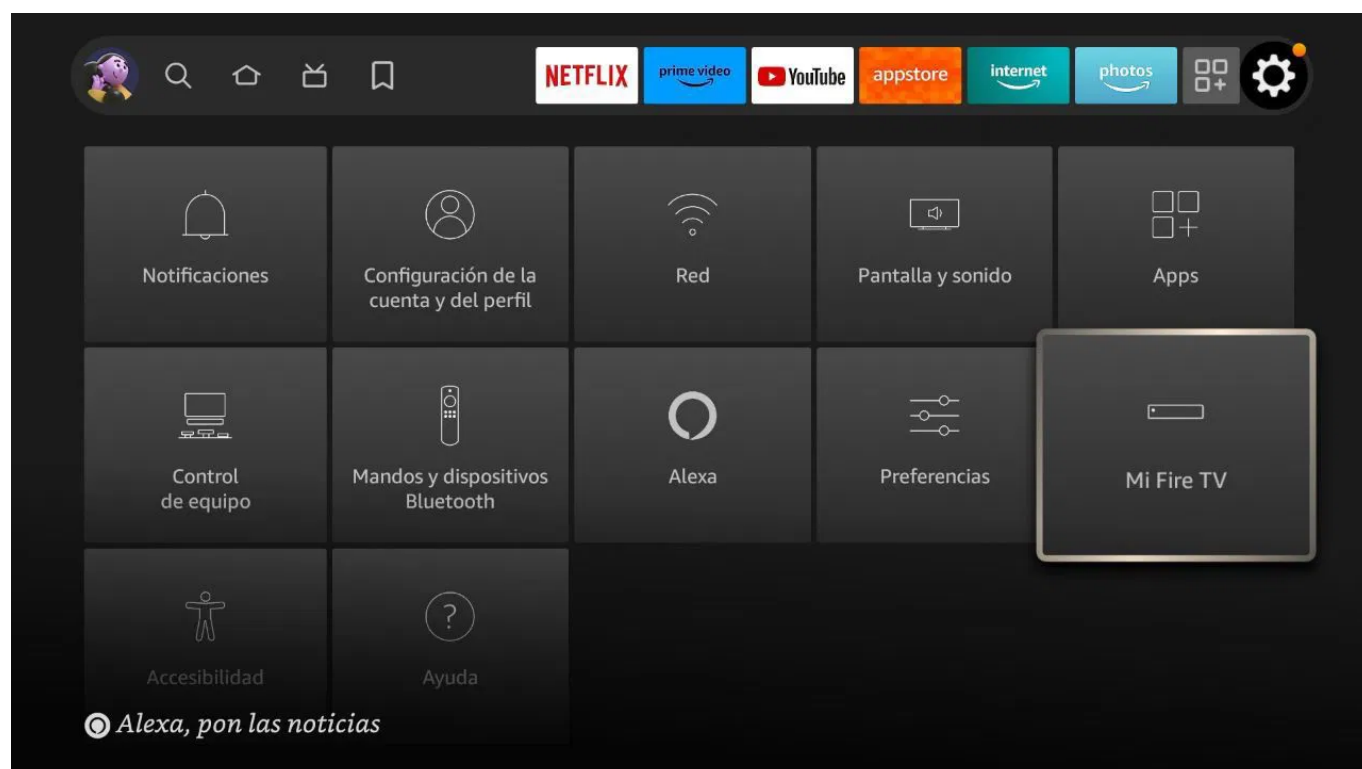 NETFLIX
prime video
YouTube
appstore
internet
photos
Notificaciones
Configuración de la
cuenta y del perfil
Red
Pantalla y sonido
Apps
Control
de equipo
Mandos y dispositivos
Bluetooth
Alexa
Preferencias
Mi Fire TV
Accesibilidad
?
Ayuda
Alexa, pon las noticias